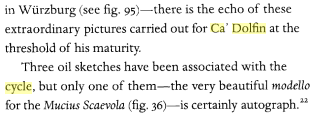 in Würzburg (see fig. 95)—there is the echo of these
extraordinary pictures carried out for Ca' Dolfin at the
threshold of his maturity.
Three oil sketches have been associated with the
cycle, but only one of them—the very beautiful modello
for the Mucius Scaevola (fig. 36)—is certainly autograph.²²